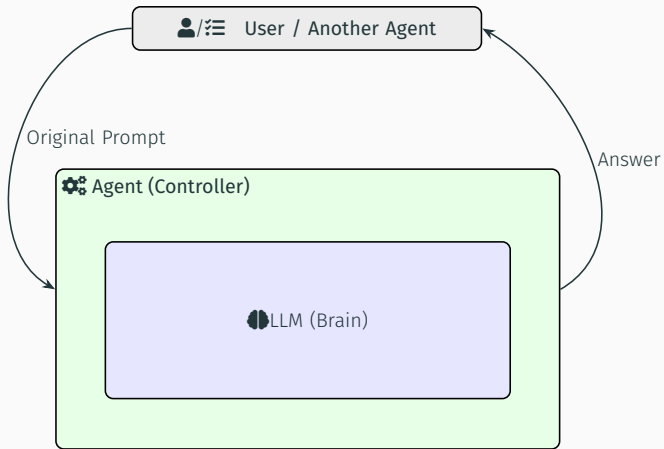 / User / Another Agent
Original Prompt
Answer
Agent (Controller)
LLM (Brain)